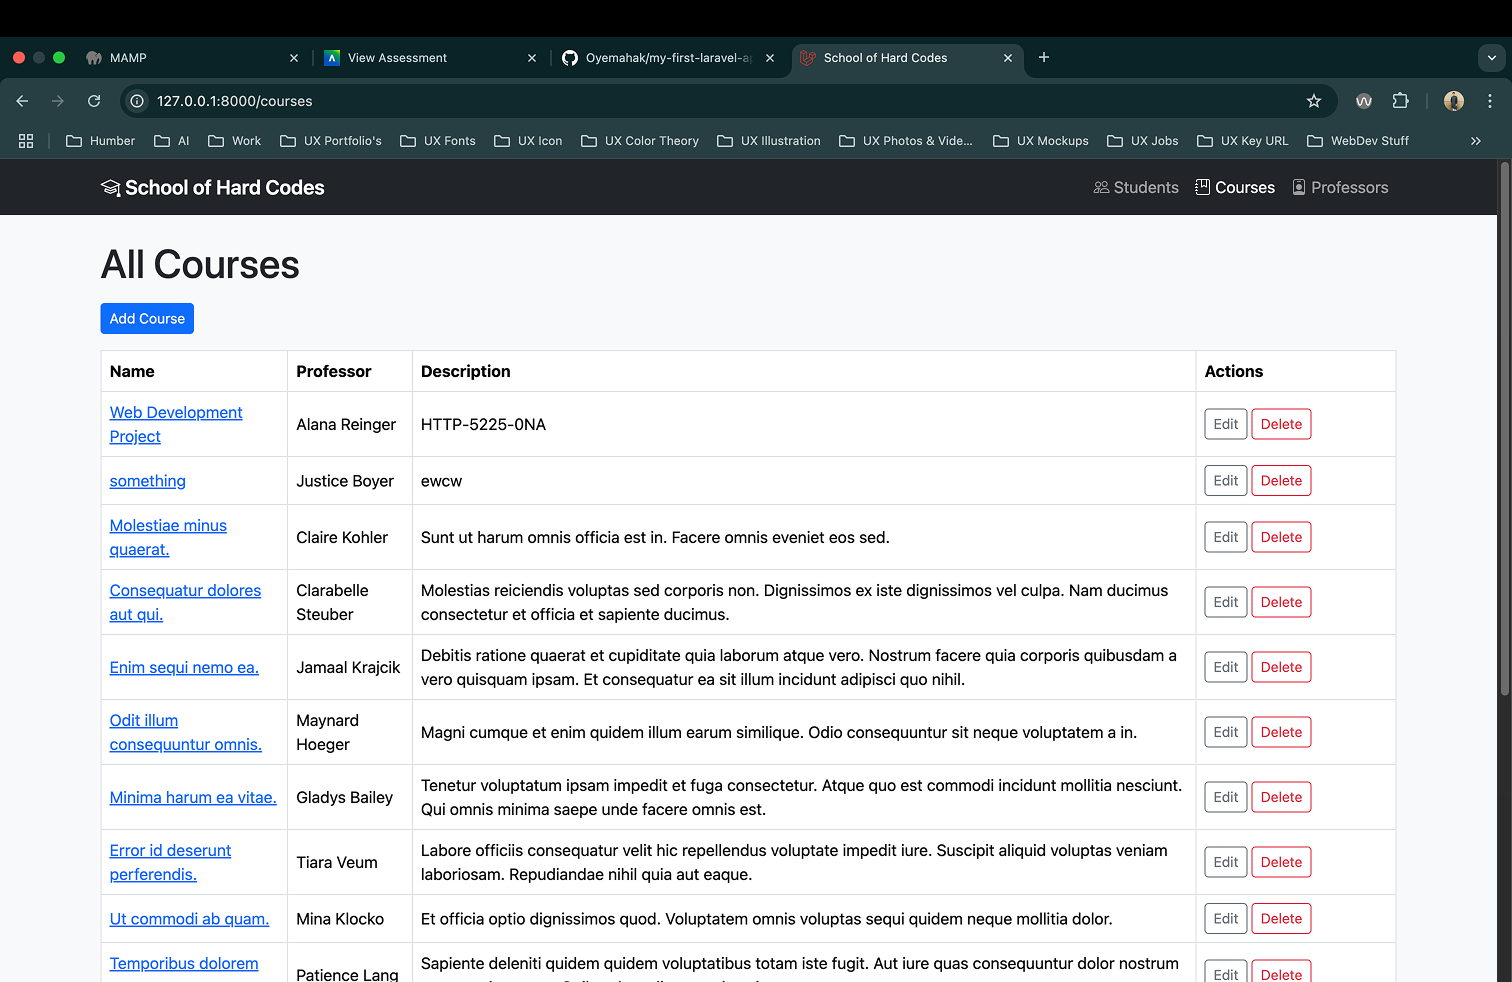 MAMP
View Assessment
Oyemahak/my-first-laravel-ap
School of Hard Codes
127.0.0.1:8000/courses
Humber
AI
Work
UX Portfolio's
UX Fonts
UX Icon
UX Color Theory
UX Illustration
UX Photos & Vide...
UX Mockups
UX Jobs
UX Key URL
WebDev Stuff
School of Hard Codes
Students
Courses
Professors
All Courses
Add Course
Name Professor Description Actions
Web Development
Project
Alana Reinger
HTTP-5225-0NA
Edit Delete
something
Justice Boyer
ewcw
Edit Delete
Molestiae minus
quaerat.
Claire Kohler
Sunt ut harum omnis officia est in. Facere omnis eveniet eos sed.
Edit Delete
Consequatur dolores
aut qui.
Clarabelle
Steuber
Molestias reiciendis voluptas sed corporis non. Dignissimos ex iste dignissimos vel culpa. Nam ducimus
consectetur et officia et sapiente ducimus.
Edit Delete
Enim sequi nemo ea.
Jamaal Krajcik
Debitis ratione quaerat et cupiditate quia laborum atque vero. Nostrum facere quia corporis quibusdam a
vero quisquam ipsam. Et consequatur ea sit illum incidunt adipisci quo nihil.
Edit Delete
Odit illum
consequuntur omnis.
Maynard
Hoeger
Magni cumque et enim quidem illum earum similique. Odio consequuntur sit neque voluptatem a in.
Edit Delete
Minima harum ea vitae.
Gladys Bailey
Tenetur voluptatum ipsam impedit et fuga consectetur. Atque quo est commodi incidunt mollitia nesciunt.
Qui omnis minima saepe unde facere omnis est.
Edit Delete
Error id deserunt
perferendis.
Tiara Veum
Labore officiis consequatur velit hic repellendus voluptate impedit iure. Suscipit aliquid voluptas veniam
laboriosam. Repudiandae nihil quia aut eaque.
Edit Delete
Ut commodi ab quam.
Mina Klocko
Et officia optio dignissimos quod. Voluptatem omnis voluptas sequi quidem neque mollitia dolor.
Edit Delete
Temporibus dolorem
Patience Lang
Sapiente deleniti quidem quidem voluptatibus totam iste fugit. Aut iure quas consequuntur dolor nostrum
Edit Delete